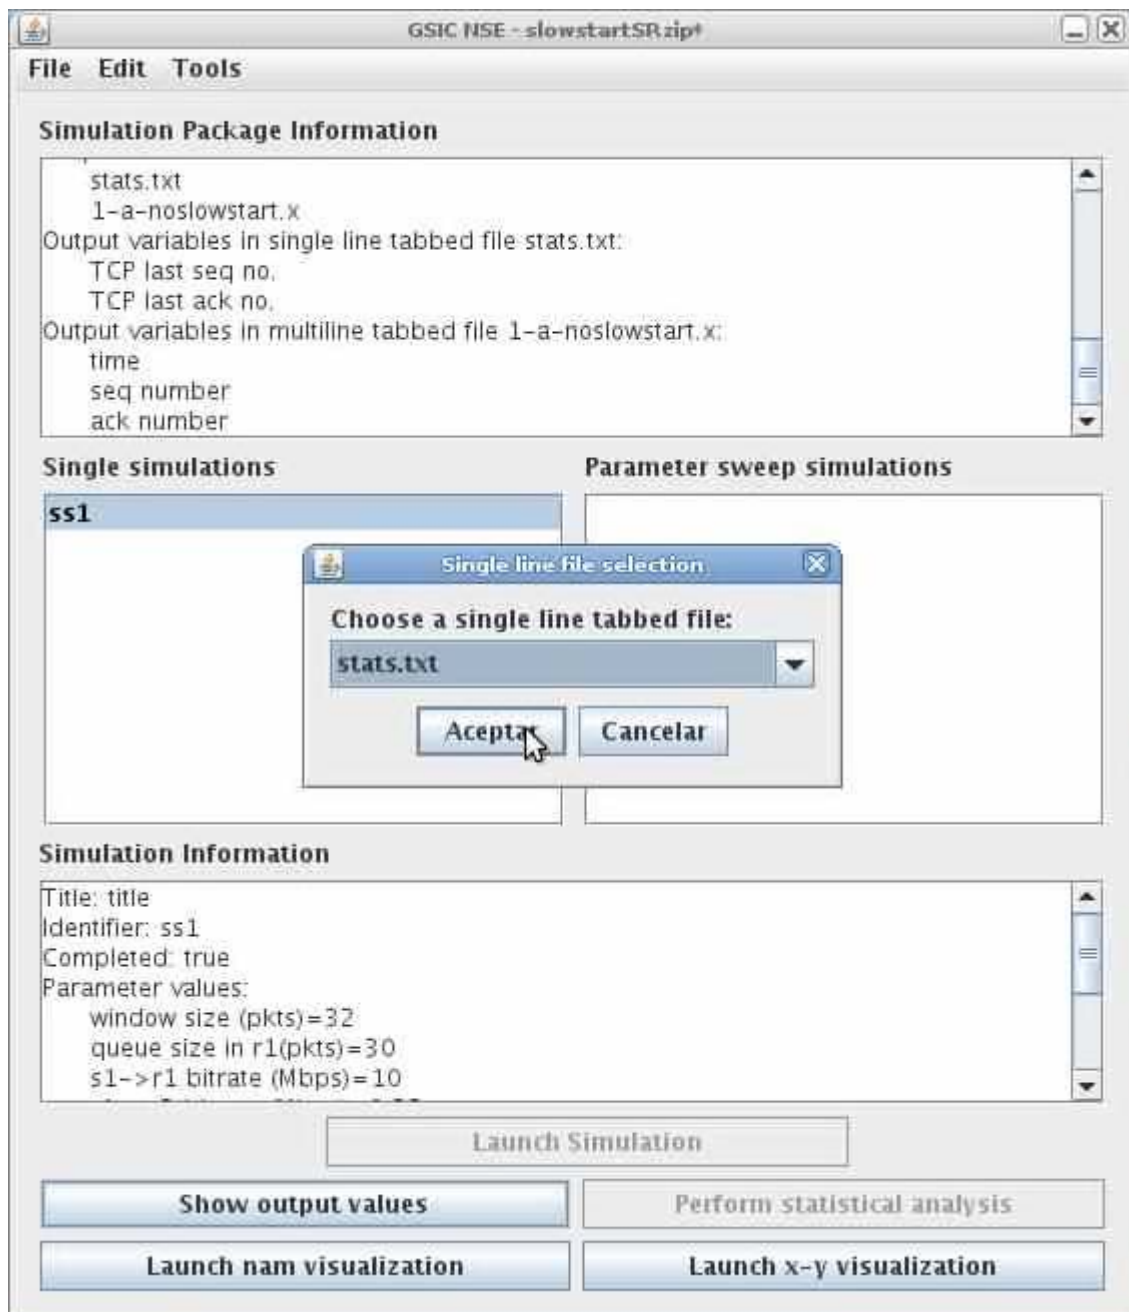 GSIC NSE - slowstartSR.zip*
File Edit Tools
Simulation Package Information
stats.txt
1-a-noslowstart.x
Output variables in single line tabbed file stats.txt:
TCP last seq no.
TCP last ack no.
Output variables in multiline tabbed file 1-a-noslowstart.x:
time
seq number
ack number
Single simulations
Parameter sweep simulations
ss1
Single line file selection
Choose a single line tabbed file:
stats.txt
Aceptar
Cancelar
Simulation Information
Title: title
Identifier: ss1
Completed: true
Parameter values:
window size (pkts)=32
queue size in r1(pkts)=30
s1->r1 bitrate (Mbps)=10
Launch Simulation
Show output values
Perform statistical analysis
Launch nam visualization
Launch x-y visualization